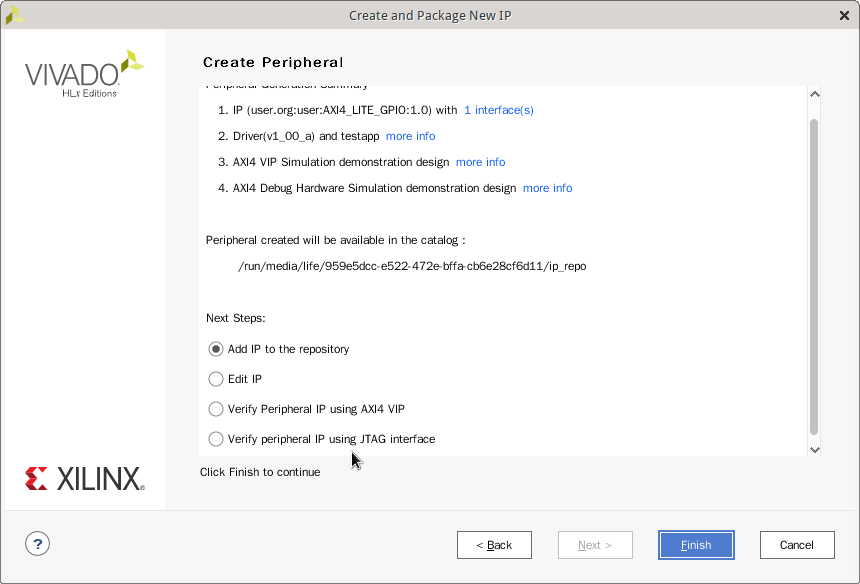 Create and Package New IP
VIVADO
HLx Editions
Create Peripheral
Peripheral Generation Summary
1. IP (user.org:user:AXI4_LITE_GPIO:1.0) with 1 interface(s)
2. Driver(v1_00_a) and testapp more info
3. AXI4 VIP Simulation demonstration design more info
4. AXI4 Debug Hardware Simulation demonstration design more info
Peripheral created will be available in the catalog :
/run/media/life/959e5dcc-e522-472e-bffa-cb6e28cf6d11/ip_repo
Next Steps:
Add IP to the repository
Edit IP
Verify Peripheral IP using AXI4 VIP
Verify peripheral IP using JTAG interface
Click Finish to continue
XILINX
? < Back Next > Finish Cancel